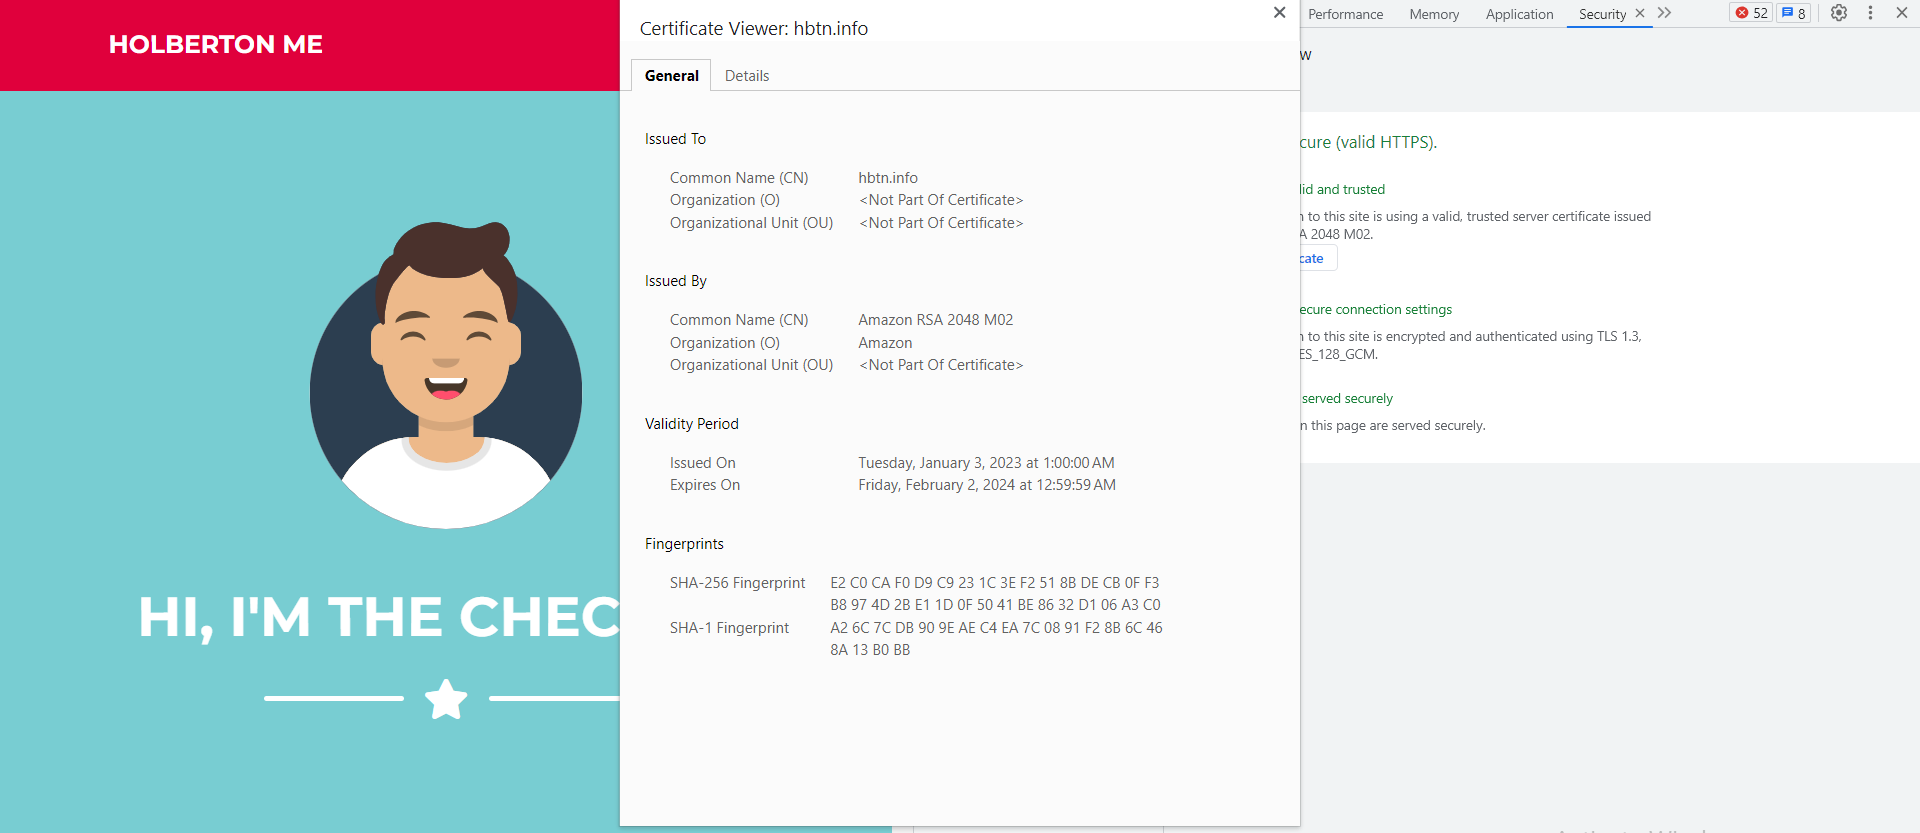 HOLBERTON ME
HI, I'M THE CHEC
Certificate Viewer: hbtn.info
General Details
Issued To
Common Name (CN) hbtn.info
Organization (O) <Not Part Of Certificate>
Organizational Unit (OU) <Not Part Of Certificate>
Issued By
Common Name (CN) Amazon RSA 2048 M02
Organization (O) Amazon
Organizational Unit (OU) <Not Part Of Certificate>
Validity Period
Issued On Tuesday, January 3, 2023 at 1:00:00 AM
Expires On Friday, February 2, 2024 at 12:59:59 AM
Fingerprints
SHA-256 Fingerprint E2 C0 CA F0 D9 C9 23 1C 3E F2 51 8B DE CB 0F F3
B8 97 4D 2B E1 1D 0F 50 41 BE 86 32 D1 06 A3 C0
SHA-1 Fingerprint A2 6C 7C DB 90 9E AE C4 EA 7C 08 91 F2 8B 6C 46
8A 13 B0 BB
Performance Memory Application Security 52 8
w
cure (valid HTTPS).
lid and trusted
n to this site is using a valid, trusted server certificate issued
A 2048 M02.
cate
ecure connection settings
n to this site is encrypted and authenticated using TLS 1.3,
ES_128_GCM.
served securely
n this page are served securely.